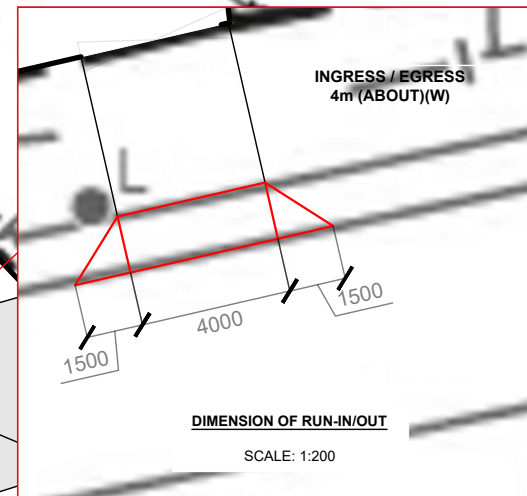 INGRESS / EGRESS
4m (ABOUT)(W)
L
1500
4000
1500
DIMENSION OF RUN-IN/OUT
SCALE: 1:200